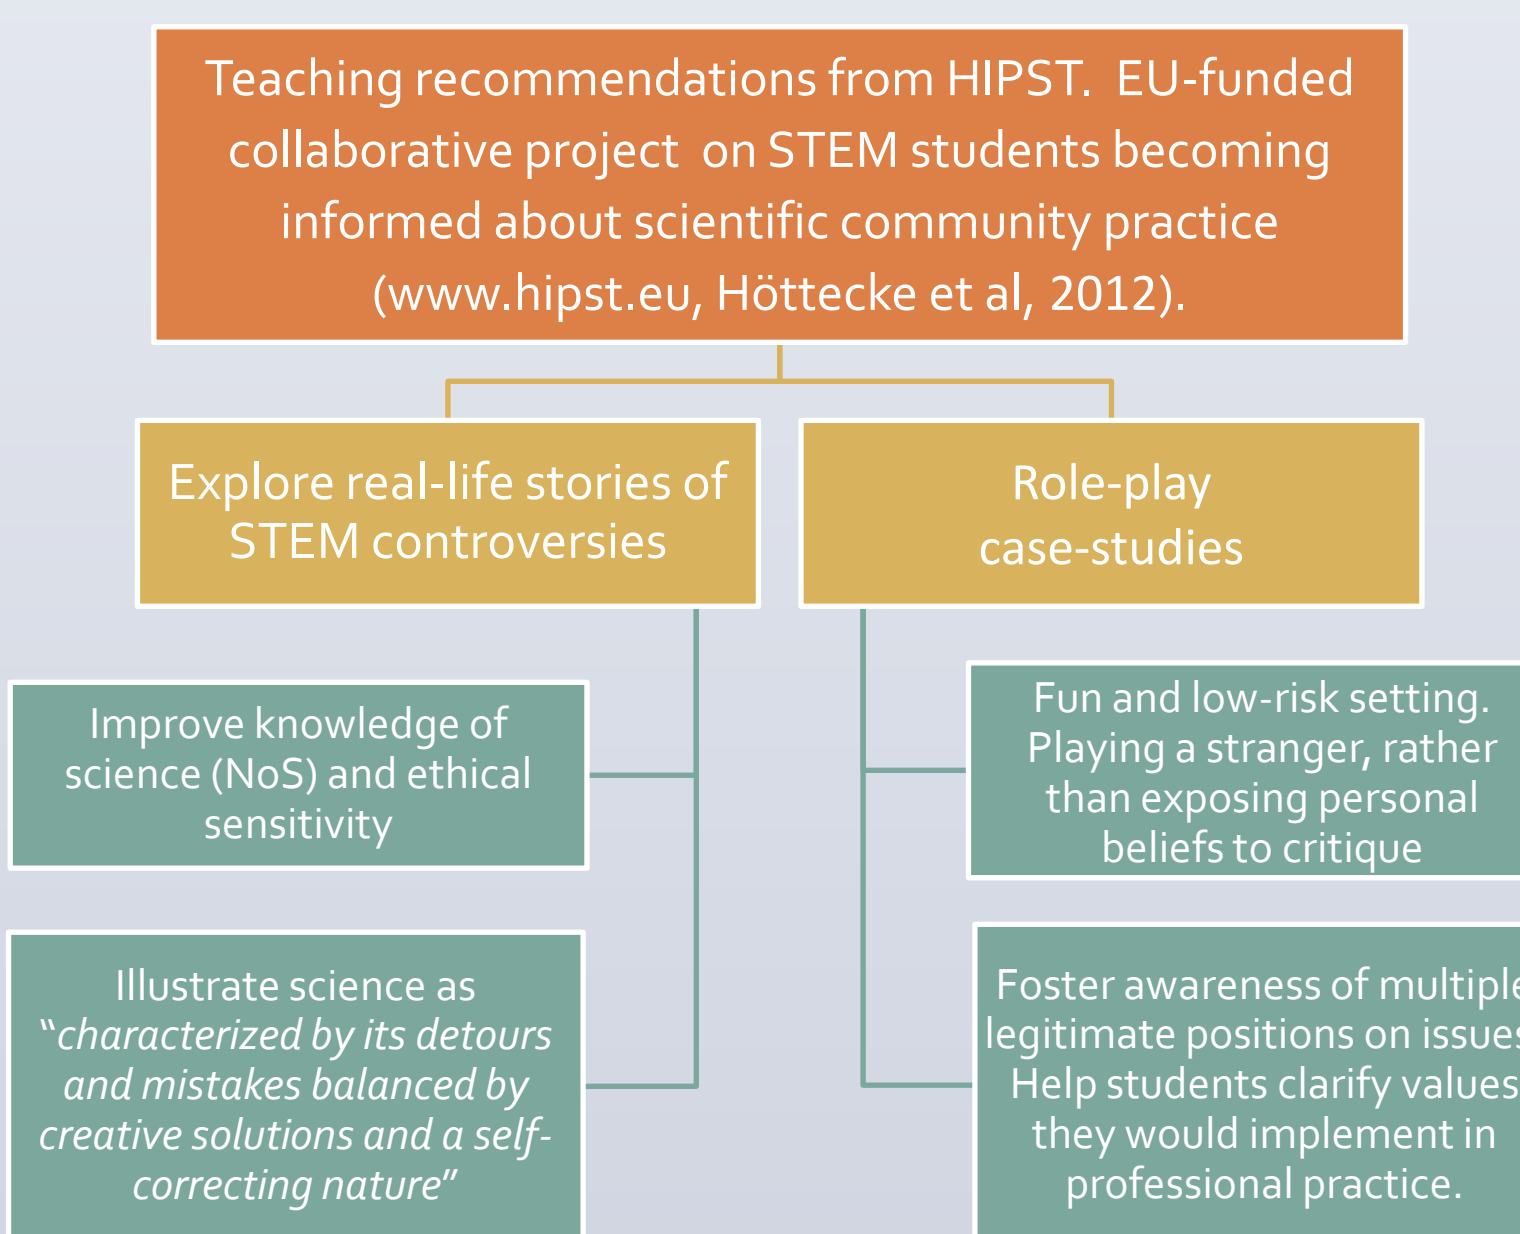 Teaching recommendations from HIPST.  EU-funded
collaborative project  on STEM students becoming
informed about scientific community practice
(www.hipst.eu, Höttecke et al, 2012).
Explore real-life stories of
STEM controversies
Role-play
case-studies
Improve knowledge of
science (NoS) and ethical
sensitivity
Fun and low-risk setting.
Playing a stranger, rather
than exposing personal
beliefs to critique
Illustrate science as
“characterized by its detours
and mistakes balanced by
creative solutions and a self-
correcting nature”
Foster awareness of multiple
legitimate positions on issues
Help students clarify values
they would implement in
professional practice.